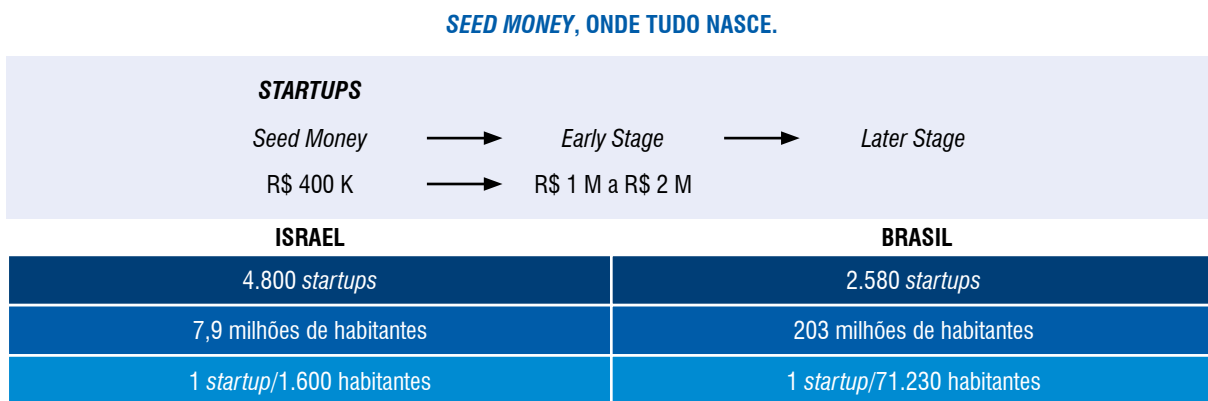 SEED MONEY, ONDE TUDO NASCE.
STARTUPS
Seed Money → Early Stage → Later Stage
R$ 400 K → R$ 1 M a R$ 2 M
ISRAEL BRASIL
4.800 startups 2.580 startups
7,9 milhões de habitantes 203 milhões de habitantes
1 startup/1.600 habitantes 1 startup/71.230 habitantes